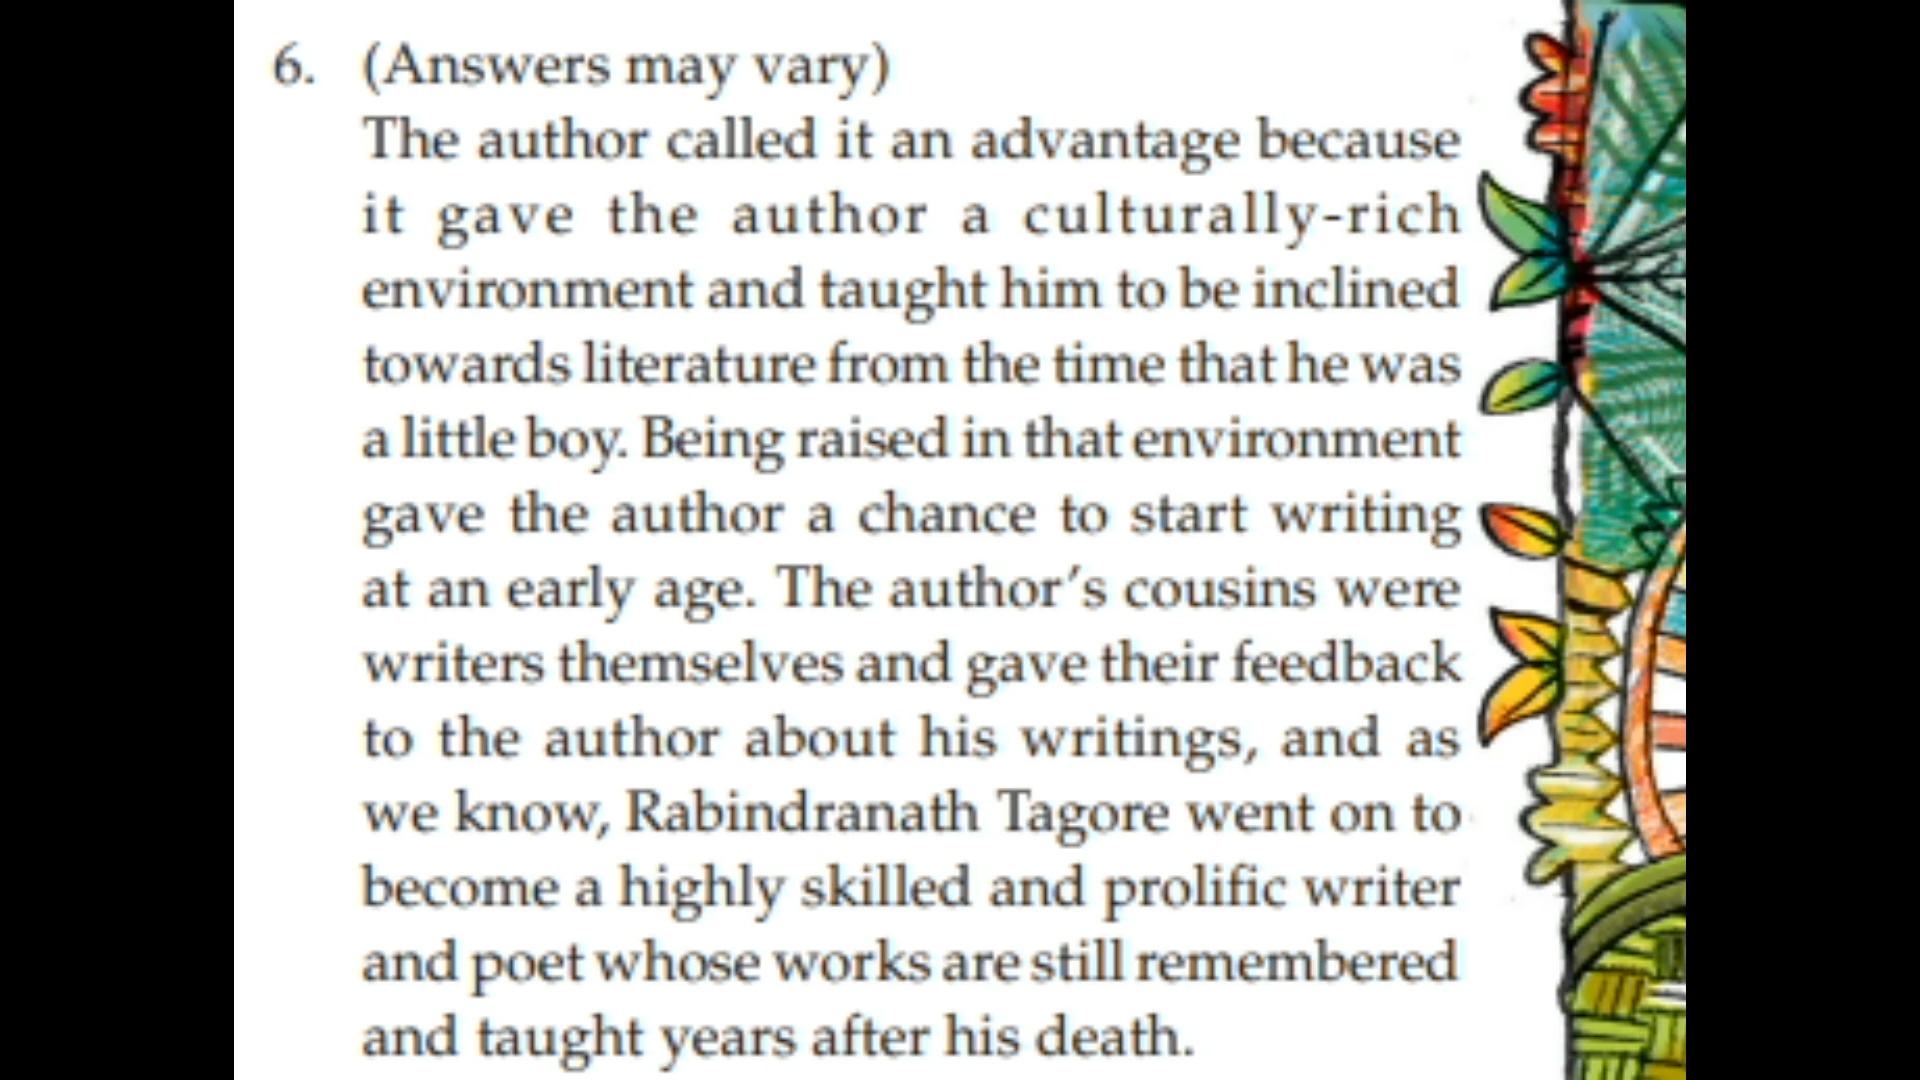 6. (Answers may vary)
The author called it an advantage because
it gave the author a culturally-rich
environment and taught him to be inclined
towards literature from the time that he was
a little boy. Being raised in that environment
gave the author a chance to start writing
at an early age. The author’s cousins were
writers themselves and gave their feedback
to the author about his writings, and as
we know, Rabindranath Tagore went on to
become a highly skilled and prolific writer
and poet whose works are still remembered
and taught years after his death.